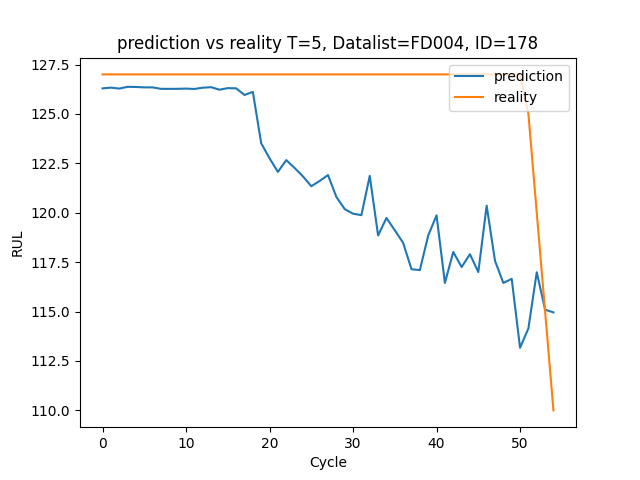 prediction vs reality T=5, Datalist=FD004, ID=178
127.5
125.0
122.5
120.0
117.5
115.0
112.5
110.0
RUL
prediction
reality
0 10 20 30 40 50
Cycle